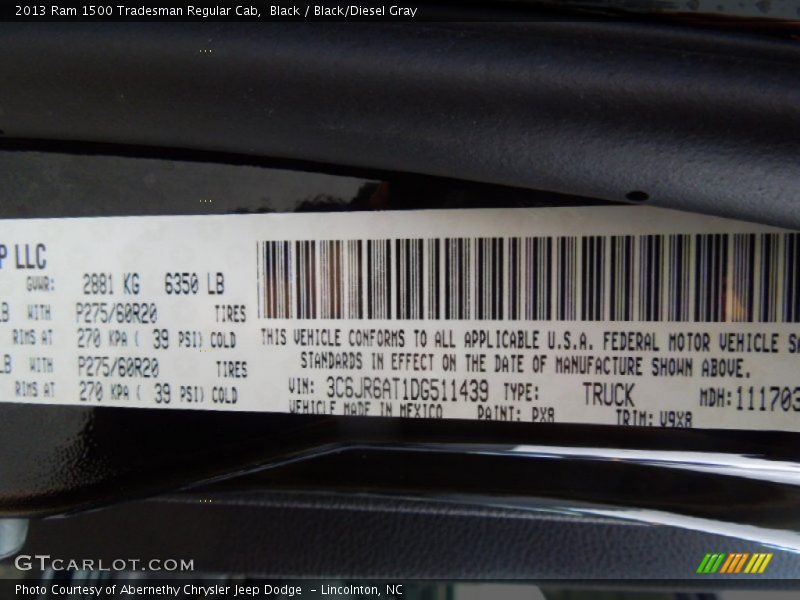 2013 Ram 1500 Tradesman Regular Cab,  Black / Black/Diesel Gray
P LLC
GVWR: 2881 KG 6350 LB
LB WITH P275/60R20 TIRES
RIMS AT 270 KPA ( 39 PSI) COLD
LB WITH P275/60R20 TIRES
RIMS AT 270 KPA ( 39 PSI) COLD
THIS VEHICLE CONFORMS TO ALL APPLICABLE U.S.A. FEDERAL MOTOR VEHICLE SA
STANDARDS IN EFFECT ON THE DATE OF MANUFACTURE SHOWN ABOVE.
VIN: 3C6JR6AT1DG511439 TYPE: TRUCK MDH: 111703
VEHICLE MADE IN MEXICO PAINT: PX8 TRIM: V9X8
GTCARLOT.COM
Photo Courtesy of Abernethy Chrysler Jeep Dodge  - Lincolnton, NC